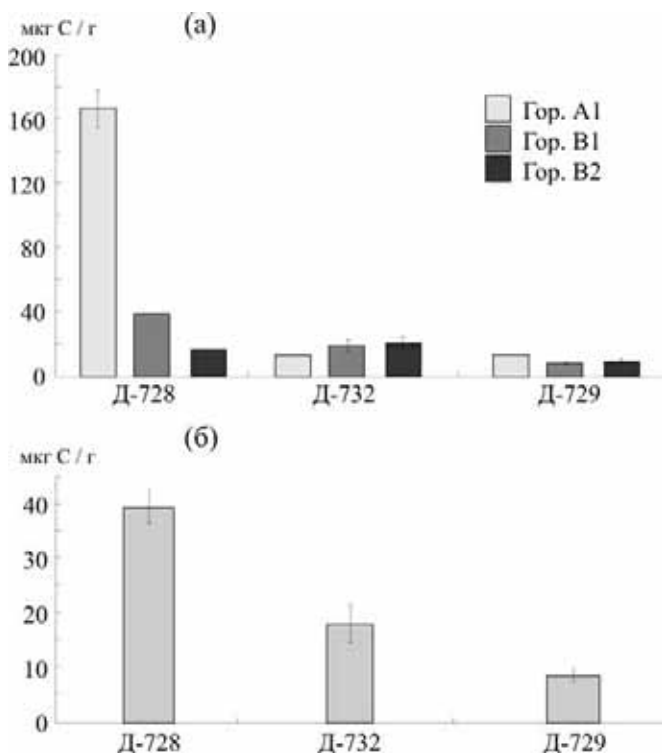 мкг С / г
(а)
200
160
120
80
40
0
Гор. А1
Гор. В1
Гор. В2
Д-728
Д-732
Д-729
(б)
мкг С / г
40
30
20
10
0
Д-728
Д-732
Д-729